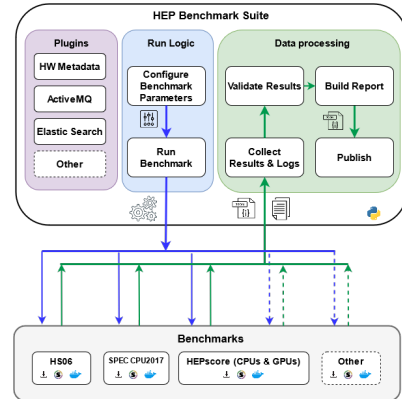 HEP Benchmark Suite
Plugins
HW Metadata
ActiveMQ
Elastic Search
Other
Run Logic
Configure
Benchmark
Parameters
Run
Benchmark
Data processing
Validate Results
Build Report
Collect
Results & Logs
Publish
Benchmarks
HS06
SPEC CPU2017
HEPscore (CPUs & GPUs)
Other